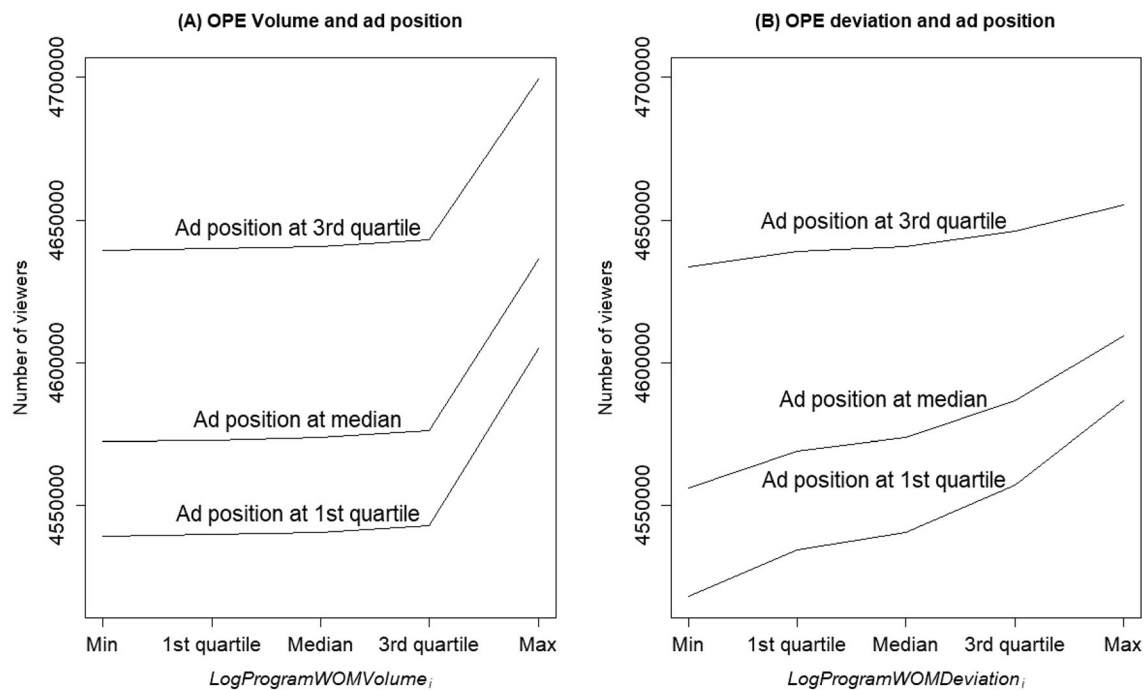 (A) OPE Volume and ad position
Number of viewers
4700000
4650000
4600000
4550000
Ad position at 3rd quartile
Ad position at median
Ad position at 1st quartile
Min 1st quartile Median 3rd quartile Max
LogProgramWOMVolume i
(B) OPE deviation and ad position
Number of viewers
4700000
4650000
4600000
4550000
Ad position at 3rd quartile
Ad position at median
Ad position at 1st quartile
Min 1st quartile Median 3rd quartile Max
LogProgramWOMDeviation i